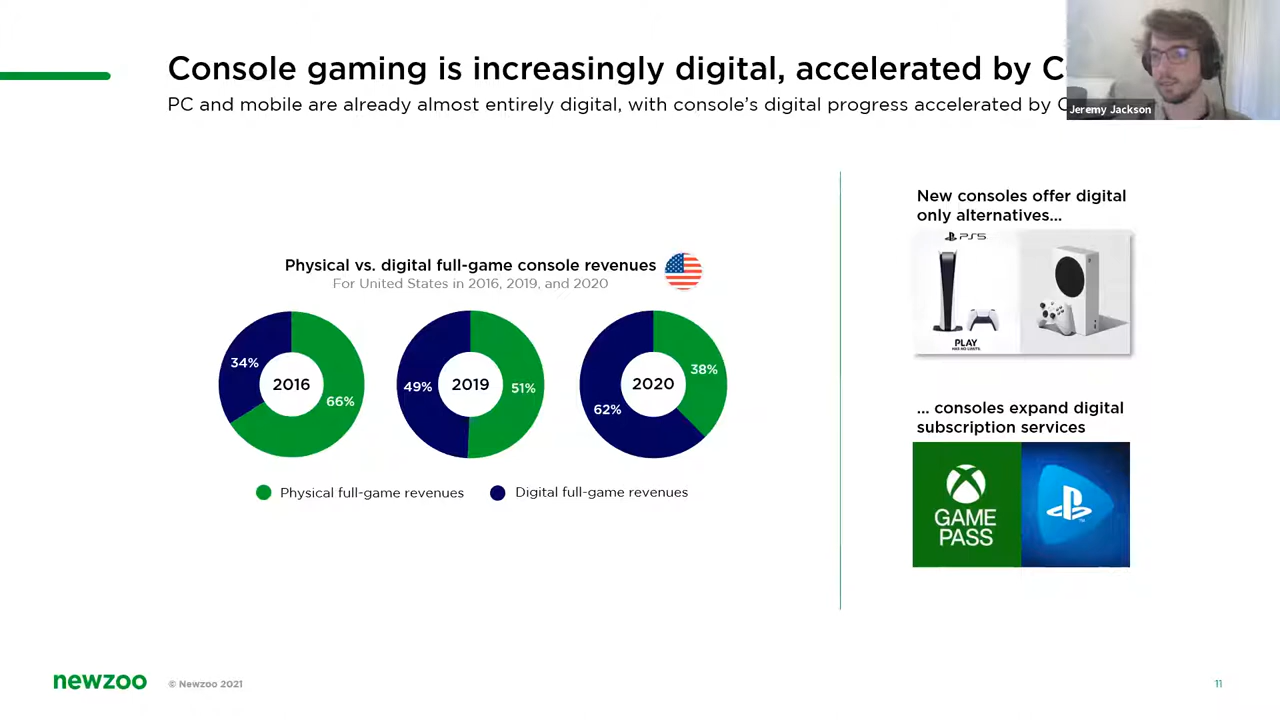 Console gaming is increasingly digital, accelerated by
PC and mobile are already almost entirely digital, with console's digital progress accelerated by
Jeremy Jackson
Physical vs. digital full-game console revenues
For United States in 2016, 2019, and 2020
34%
2016
66%
49%
2019
51%
62%
2020
38%
Physical full-game revenues
Digital full-game revenues
New consoles offer digital
only alternatives...
PS5
PLAY
HAS NO LIMITS
... consoles expand digital
subscription services
GAME
PASS
newzoo
© Newzoo 2021
11